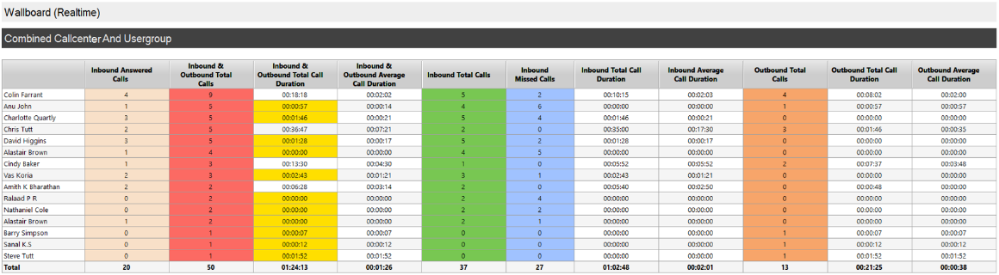 Wallboard (Realtime)
Combined Callcenter And Usergroup
Inbound Answered Calls Inbound & Outbound Total Calls Inbound & Outbound Total Call Duration Inbound & Outbound Average Call Duration Inbound Total Calls Inbound Missed Calls Inbound Total Call Duration Inbound Average Call Duration Outbound Total Calls Outbound Total Call Duration Outbound Average Call Duration
Colin Farrant 4 9 00:18:18 00:02:02 5 2 00:10:15 00:02:03 4 00:08:02 00:02:00
Anu John 1 5 00:00:57 00:00:14 4 6 00:00:00 00:00:00 1 00:00:57 00:00:57
Charlotte Quartly 3 5 00:01:46 00:00:21 5 4 00:01:46 00:00:21 0 00:00:00 00:00:00
Chris Tutt 2 5 00:36:47 00:07:21 2 0 00:35:00 00:17:30 3 00:01:46 00:00:35
David Higgins 3 5 00:01:28 00:00:17 5 2 00:01:28 00:00:17 0 00:00:00 00:00:00
Alastair Brown 1 4 00:00:00 00:00:00 4 5 00:00:00 00:00:00 0 00:00:00 00:00:00
Cindy Baker 1 3 00:13:30 00:04:30 1 0 00:05:52 00:05:52 2 00:07:37 00:03:48
Vas Koria 2 3 00:02:43 00:01:21 3 1 00:02:43 00:01:21 0 00:00:00 00:00:00
Amith K Bharathan 2 2 00:06:28 00:03:14 2 0 00:05:40 00:02:50 0 00:00:48 00:00:00
Ralaad P R 0 2 00:00:00 00:00:00 2 4 00:00:00 00:00:00 0 00:00:00 00:00:00
Nathaniel Cole 0 2 00:00:00 00:00:00 2 2 00:00:00 00:00:00 0 00:00:00 00:00:00
Alastair Brown 1 2 00:00:00 00:00:00 2 1 00:00:00 00:00:00 0 00:00:00 00:00:00
Barry Simpson 0 1 00:00:07 00:00:00 0 0 00:00:00 00:00:00 1 00:00:07 00:00:07
Sanal K.S 0 1 00:00:12 00:00:00 0 0 00:00:00 00:00:00 1 00:00:12 00:00:12
Steve Tutt 0 1 00:01:52 00:00:00 0 0 00:00:00 00:00:00 1 00:01:52 00:01:52
Total 20 50 01:24:13 00:01:26 37 27 01:02:48 00:02:01 13 00:21:25 00:00:38